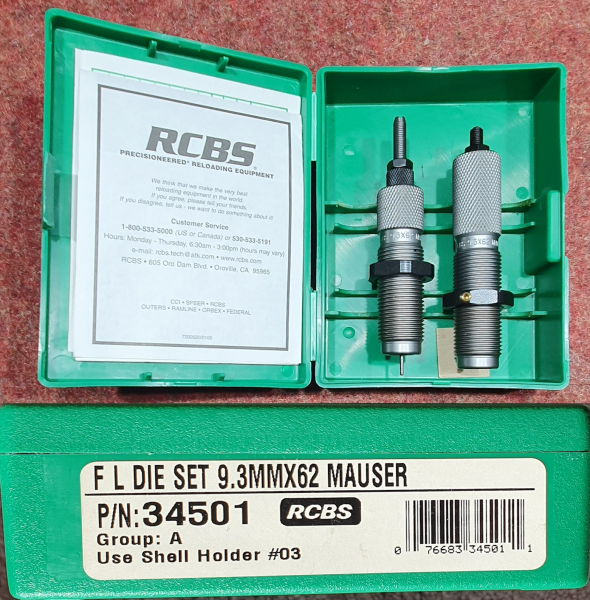 RCBS®
PRECISIONEERED® RELOADING EQUIPMENT
We think that we make the very best
reloading equipment in the world.
If you agree, please tell your friends.
If you disagree, tell us - we want to do something about it
Customer Service
1-800-533-5000 (US or Canada) or 530-533-5191
Hours: Monday - Thursday, 6:30am - 3:00pm (hours may vary)
e-mail: rcbs.tech@atk.com • www.rcbs.com
RCBS • 605 Oro Dam Blvd. • Oroville, CA 95965
CCI • SPEER • RCBS
OUTERS • RAMLINE • ORBEX • FEDERAL
F L DIE SET 9.3MMX62 MAUSER
P/N:34501 RCBS
Group: A
Use Shell Holder #03
0 76683 34501 1